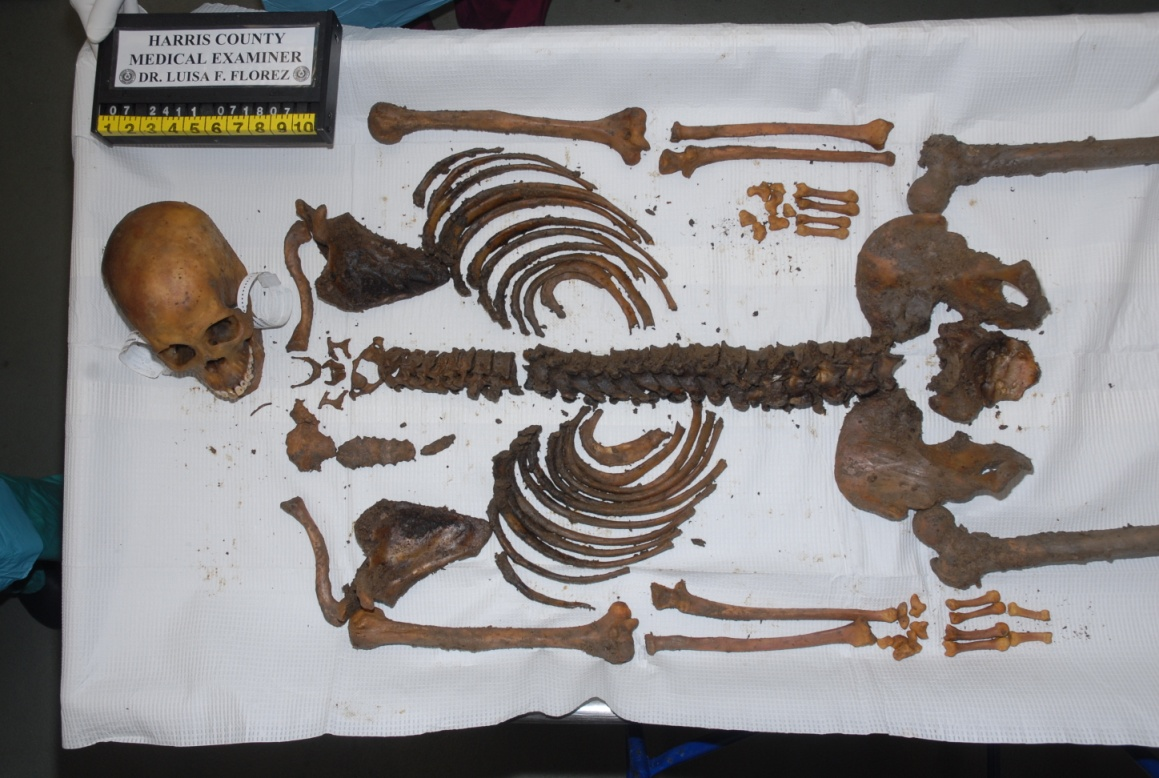 HARRIS COUNTY
MEDICAL EXAMINER
DR. LUISA F. FLOREZ
07 2411 071807
1 2 3 4 5 6 7 8 9 10